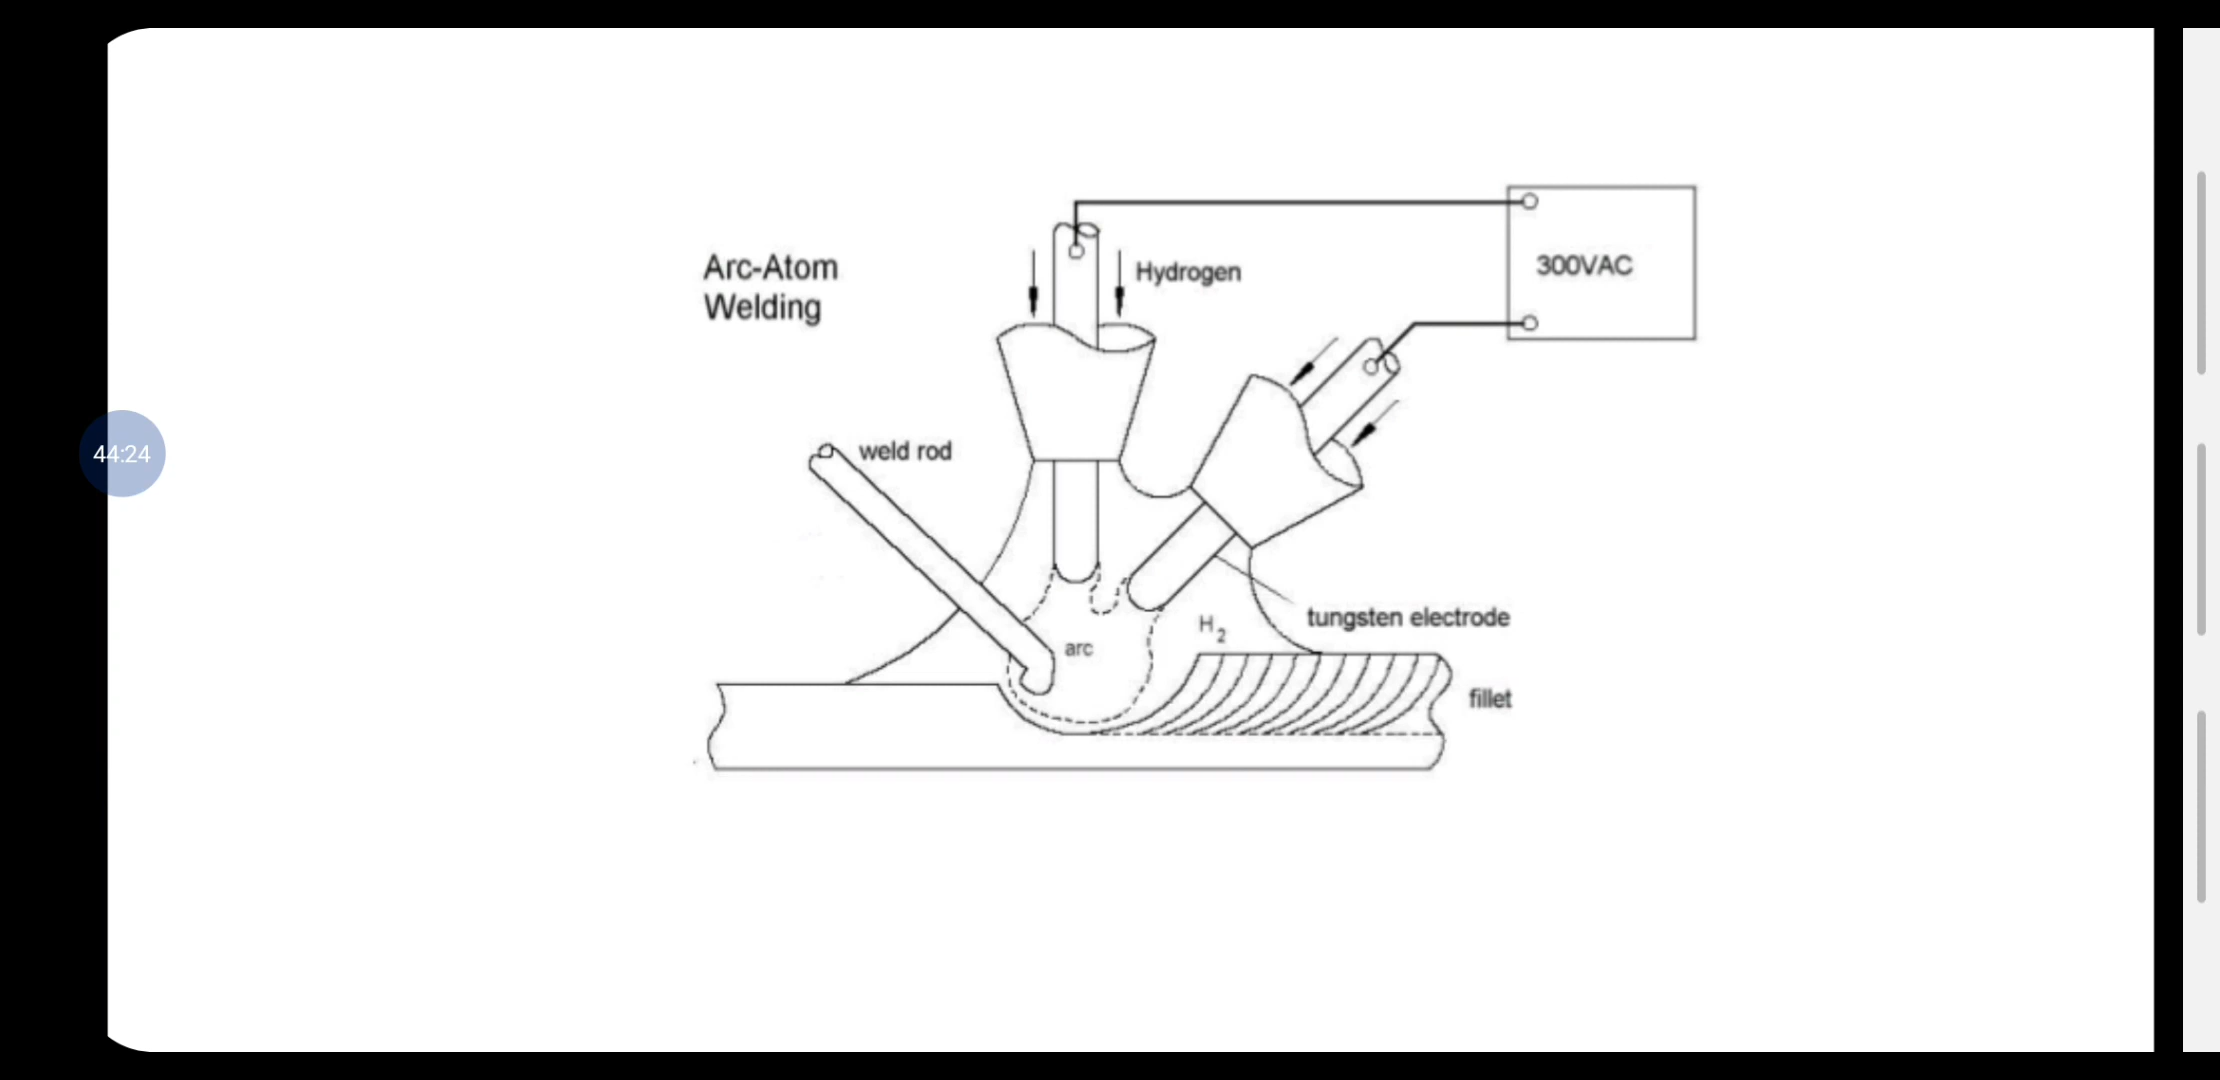 Arc-Atom
Welding
Hydrogen
300VAC
44:24
weld rod
tungsten electrode
H2
arc
fillet